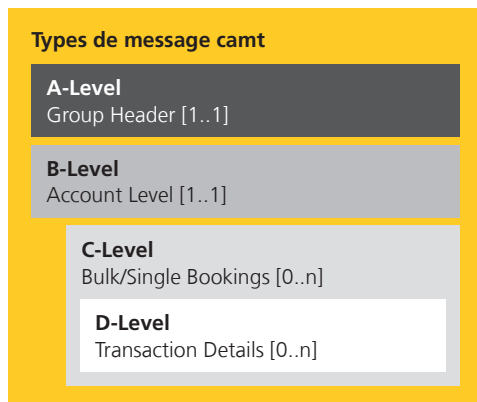 Types de message camt
A-Level
Group Header [1..1]
B-Level
Account Level [1..1]
C-Level
Bulk/Single Bookings [0..n]
D-Level
Transaction Details [0..n]